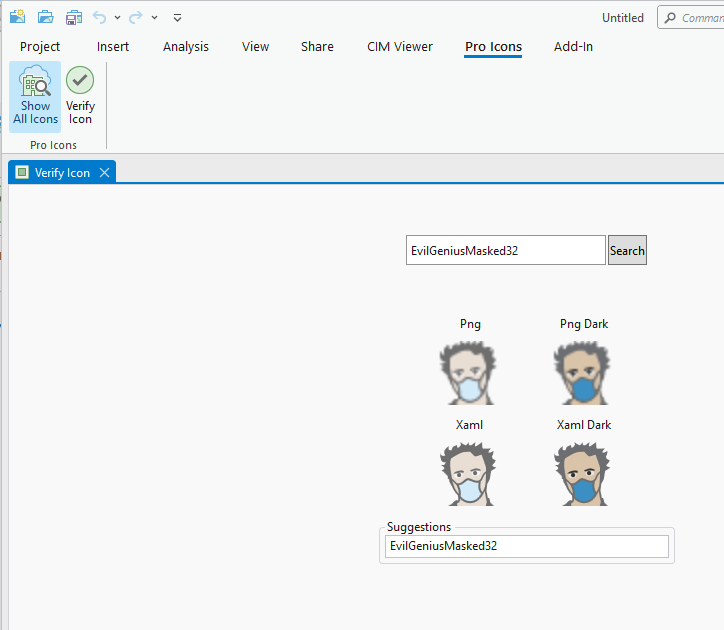 Untitled
Comman
Project Insert Analysis View Share CIM Viewer Pro Icons Add-In
Show All Icons
Verify Icon
Pro Icons
Verify Icon
EvilGeniusMasked32 Search
Png Png Dark
Xaml Xaml Dark
Suggestions
EvilGeniusMasked32